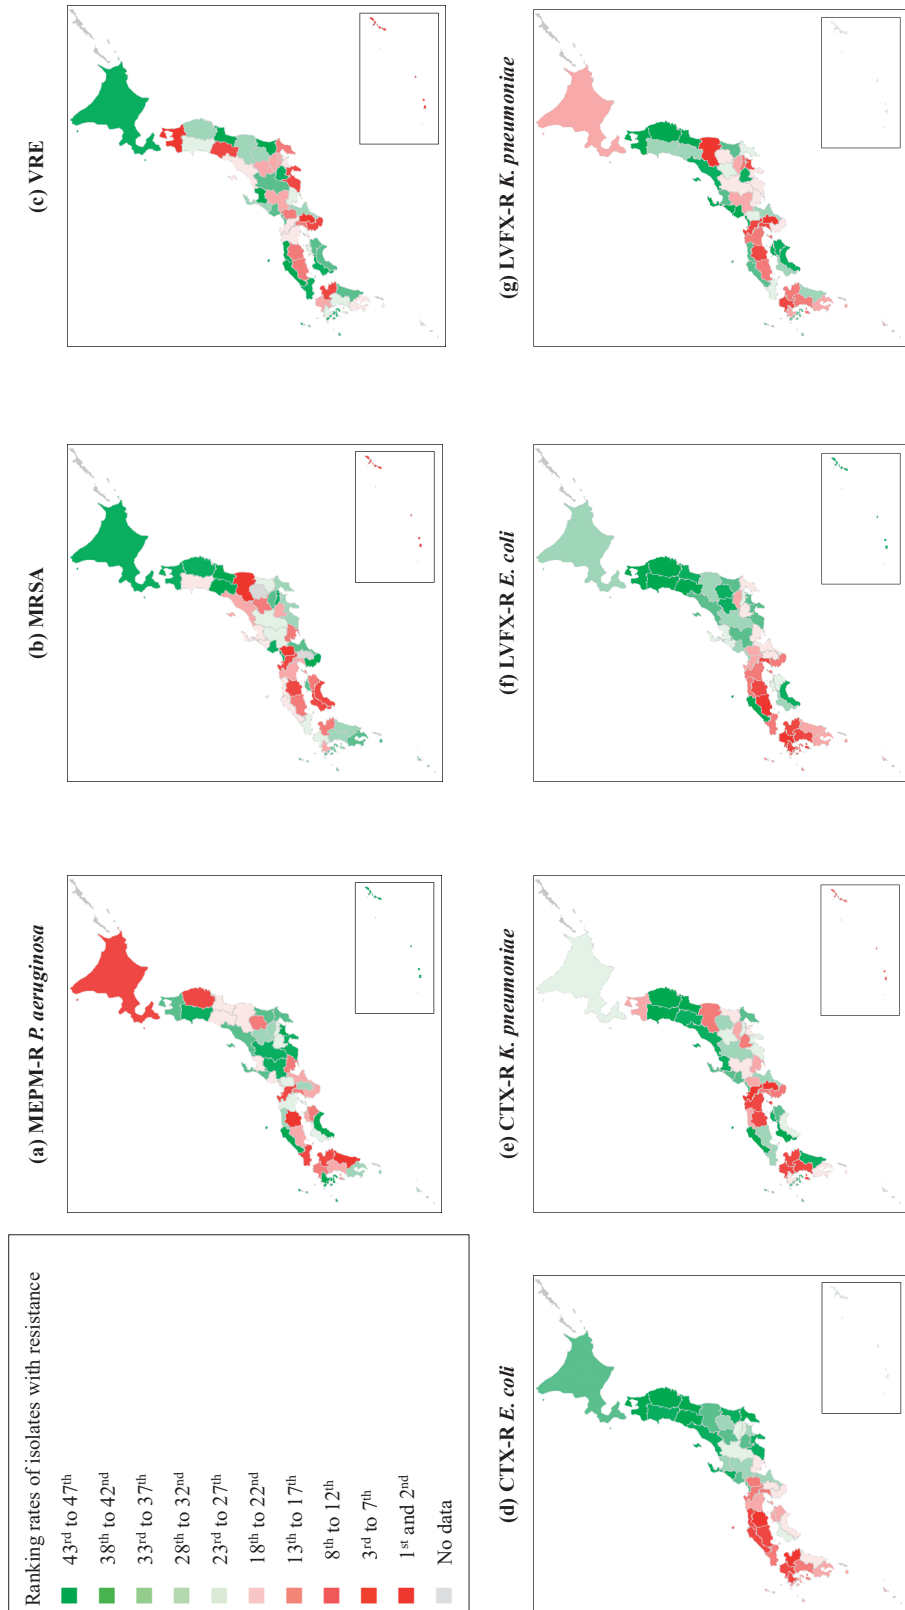 Ranking rates of isolates with resistance
43rd to 47th
38th to 42nd
33rd to 37th
28th to 32nd
23rd to 27th
18th to 22nd
13th to 17th
8th to 12th
3rd to 7th
1st and 2nd
No data
(a) MEPM-R P. aeruginosa
(b) MRSA
(c) VRE
(d) CTX-R E. coli
(e) CTX-R K. pneumoniae
(f) LVFX-R E. coli
(g) LVFX-R K. pneumoniae